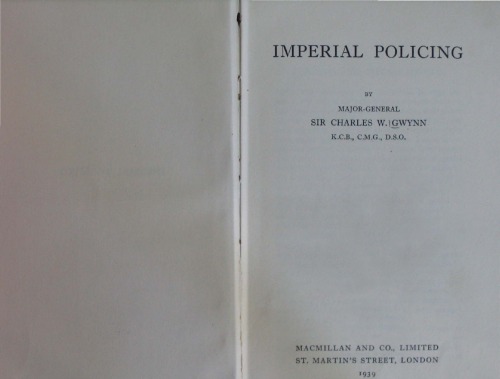 IMPERIAL POLICING
BY
MAJOR-GENERAL
SIR CHARLES W. GWYNN
K.C.B., C.M.G., D.S.O.
MACMILLAN AND CO., LIMITED
ST. MARTIN'S STREET, LONDON
1939